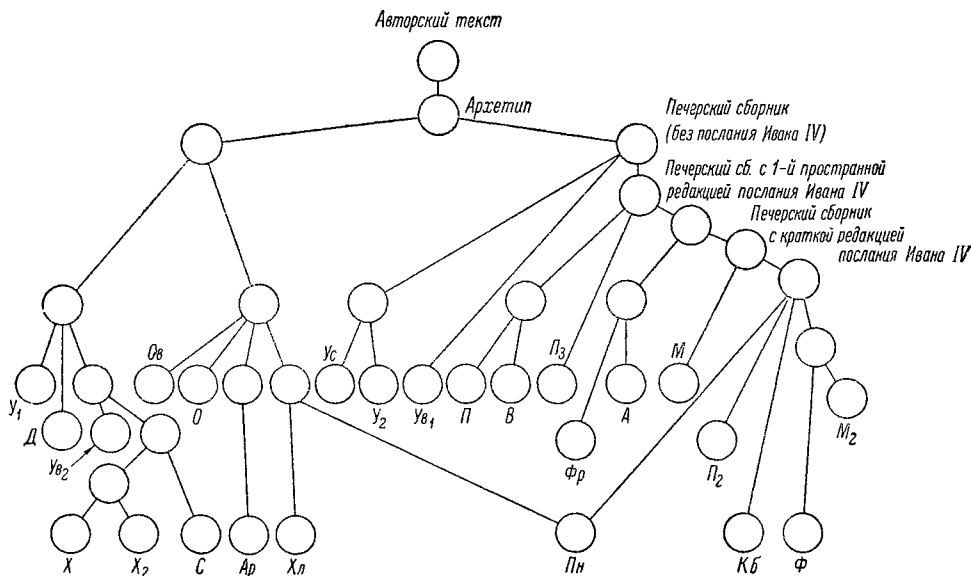 Авторский текст
Архетип
Печерский сборник
(без послания Ивана IV)
Печерский сб. с 1-й пространной
редакцией послания Ивана IV
Печерский сборник
с краткой редакцией
послания Ивана IV
Ов
Ус
П₃
М
У₁
О
У₂
Ув₁
П
В
А
Д
М₂
Ув₂
Фр
П₂
Х
Х₂
С
Ар
Хл
Пн
Кб
Ф